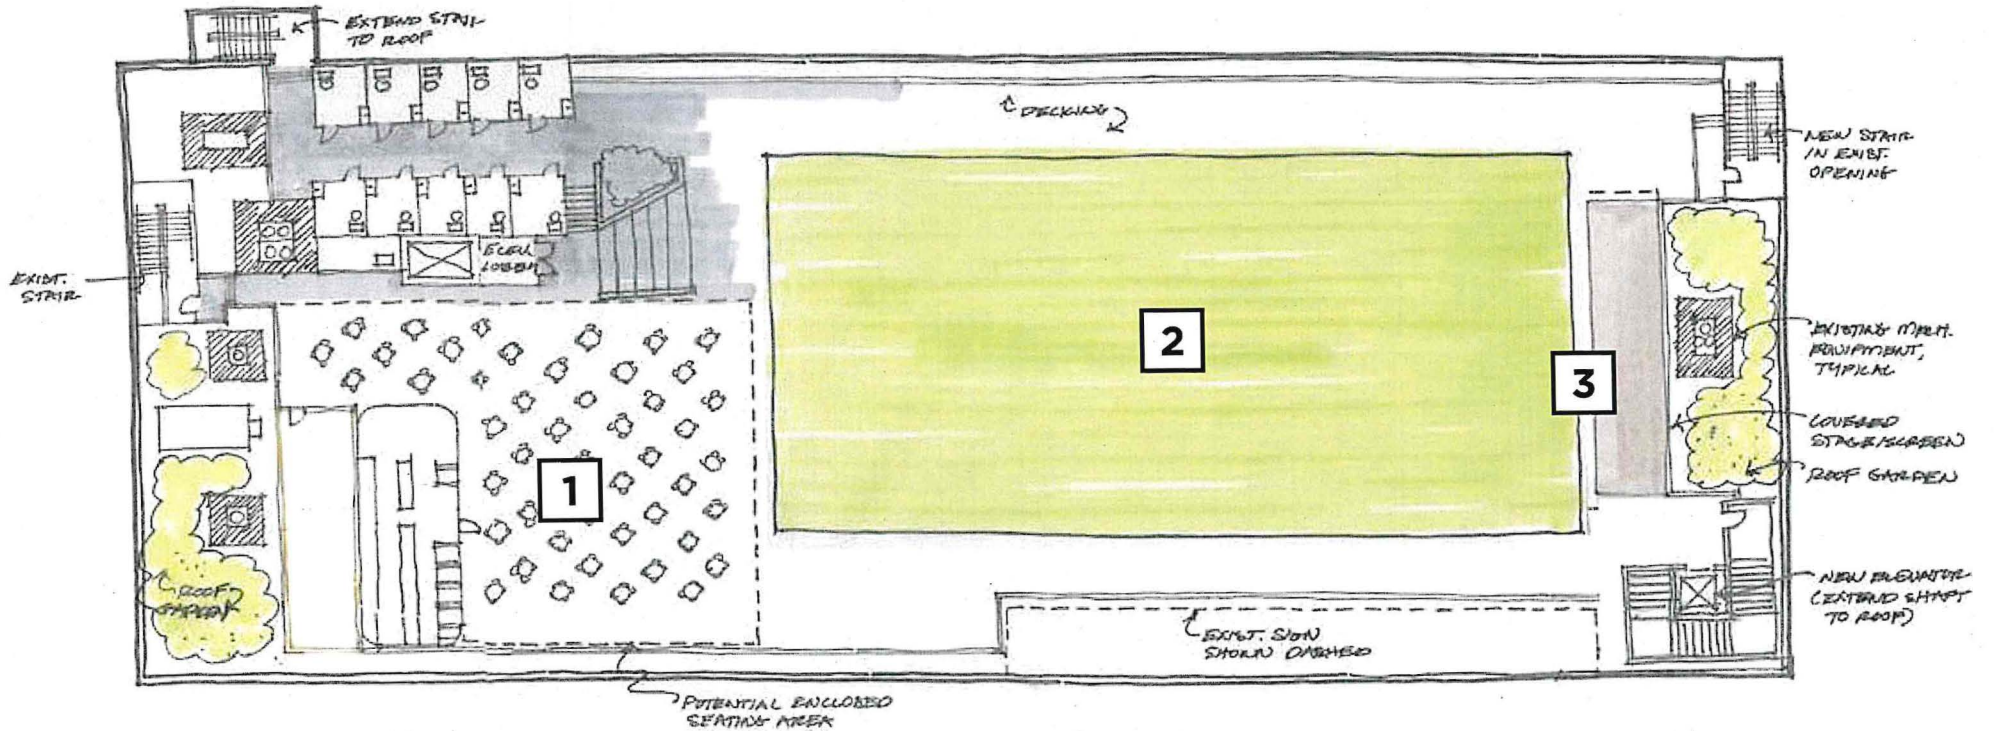 EXTEND STAIR
TO ROOF
DECKING
NEW STAIR
IN EXIST.
OPENING
ELEV.
LOBBY
EXIST.
STAIR
2
EXISTING MECH.
EQUIPMENT,
TYPICAL
3
COVERED
STAGE/SCREEN
ROOF GARDEN
1
ROOF
GARDEN
NEW ELEVATOR
(EXTEND SHAFT
TO ROOF)
EXIST. SIGN
SHOWN DASHED
POTENTIAL ENCLOSED
SEATING AREA